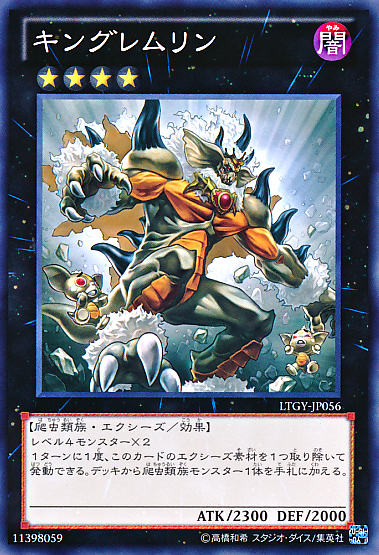 キングレムリン
闇
やみ
LTGY-JP056
【爬虫類族・エクシーズ/効果】
レベル4モンスター×2
1ターンに1度、このカードのエクシーズ素材を1つ取り除いて
発動できる。デッキから爬虫類族モンスター1体を手札に加える。
ATK/2300 DEF/2000
11398059
©高橋和希 スタジオ・ダイス/集英社